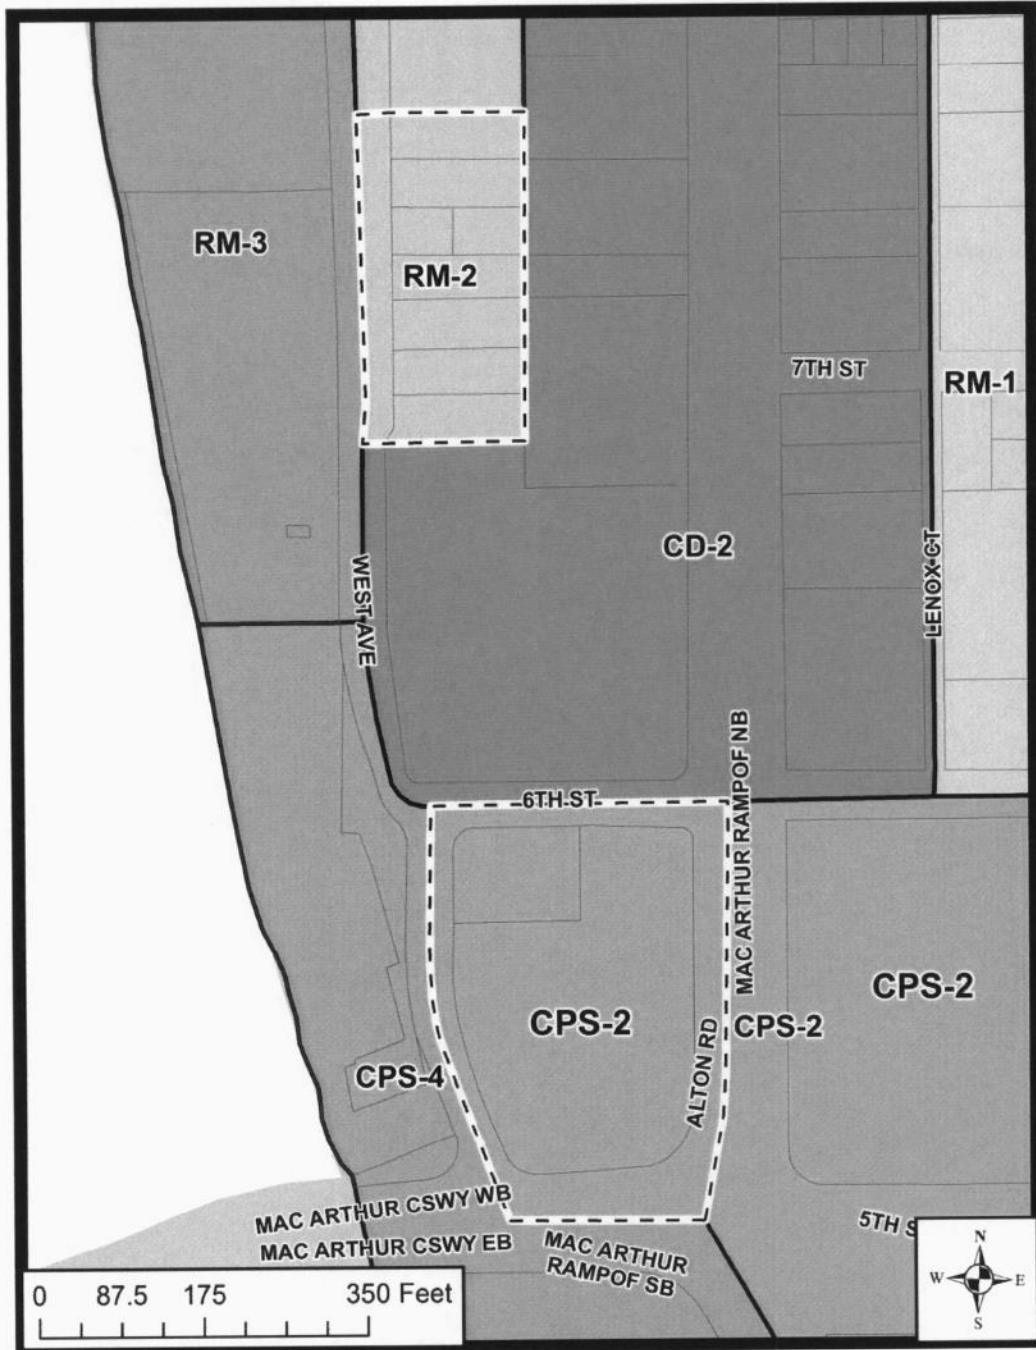 RM-3
RM-2
7TH ST
RM-1
CD-2
WEST AVE
LENOX CT
6TH ST
MAC ARTHUR RAMPOF NB
CPS-2
CPS-2
CPS-2
ALTON RD
CPS-4
MAC ARTHUR CSWY WB
MAC ARTHUR CSWY EB
MAC ARTHUR
RAMPOF SB
5TH S
N
W E
S
0 87.5 175 350 Feet